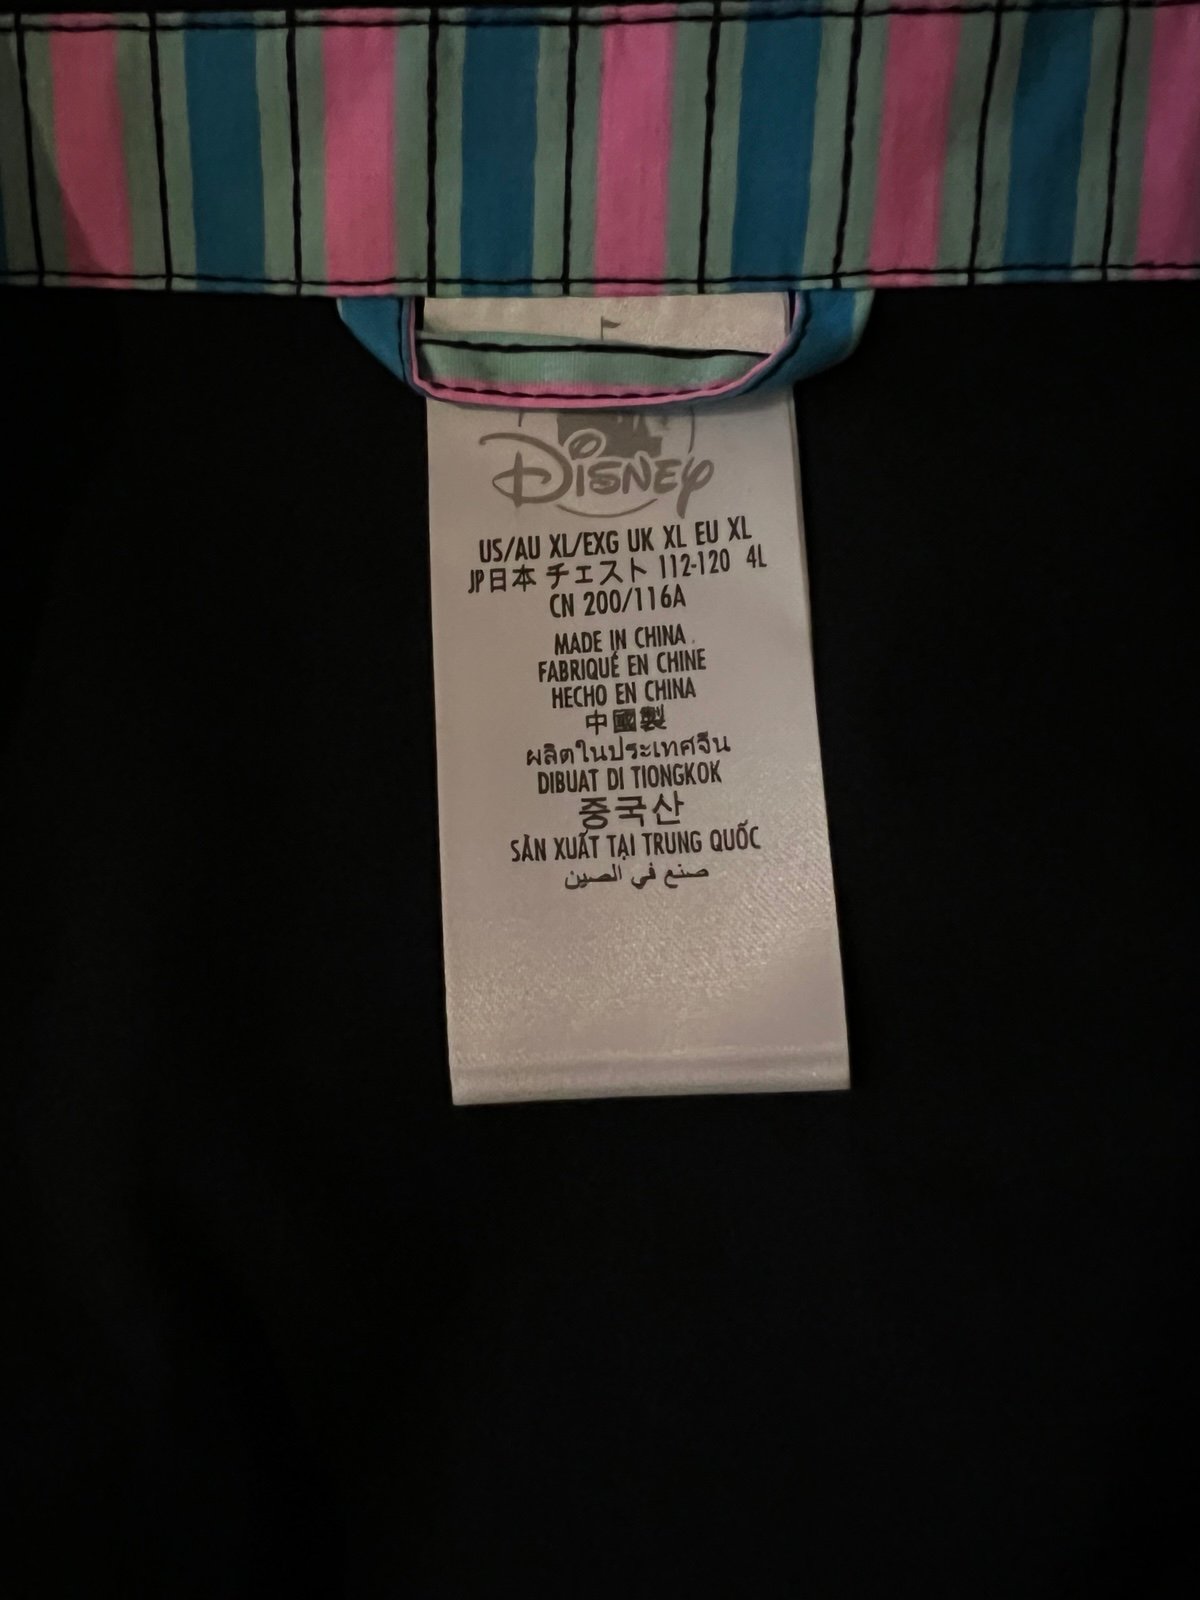 Disney
US/AU XL/EXG UK XL EU XL
JP日本 チェスト 112-120 4L
CN 200/116A
MADE IN CHINA
FABRIQUÉ EN CHINE
HECHO EN CHINA
中國製
ผลิตในประเทศจีน
DIBUAT DI TIONGKOK
중국산
SẢN XUẤT TẠI TRUNG QUỐC
صنع في الصين